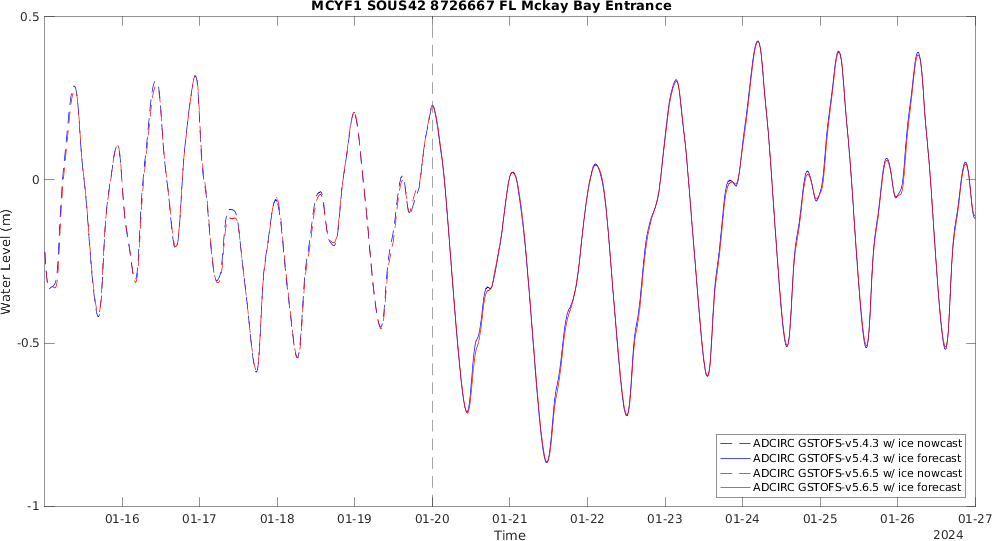 MCYF1 SOUS42 8726667 FL Mckay Bay Entrance
0.5
0
-0.5
-1
Water Level (m)
ADCIRC GSTOFS-v5.4.3 w/ ice nowcast
ADCIRC GSTOFS-v5.4.3 w/ ice forecast
ADCIRC GSTOFS-v5.6.5 w/ ice nowcast
ADCIRC GSTOFS-v5.6.5 w/ ice forecast
01-16 01-17 01-18 01-19 01-20 01-21 01-22 01-23 01-24 01-25 01-26 01-27
Time
2024